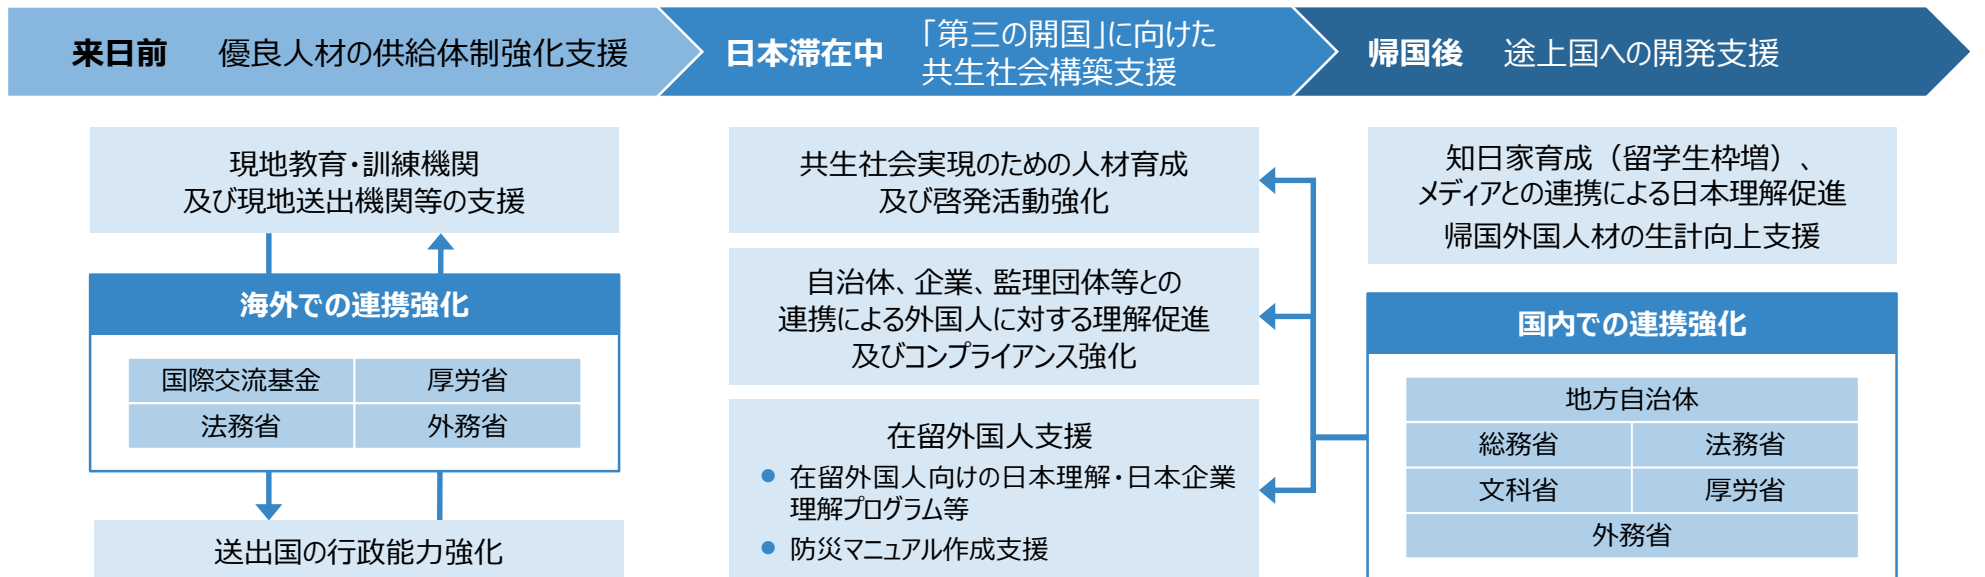 来日前 優良人材の供給体制強化支援
日本滞在中 「第三の開国」に向けた
共生社会構築支援
帰国後 途上国への開発支援
現地教育・訓練機関
及び現地送出機関等の支援
海外での連携強化
国際交流基金 厚労省
法務省 外務省
送出国の行政能力強化
共生社会実現のための人材育成
及び啓発活動強化
自治体、企業、監理団体等との
連携による外国人に対する理解促進
及びコンプライアンス強化
在留外国人支援
● 在留外国人向けの日本理解・日本企業
理解プログラム等
● 防災マニュアル作成支援
知日家育成（留学生枠増）、
メディアとの連携による日本理解促進
帰国外国人材の生計向上支援
国内での連携強化
地方自治体
総務省 法務省
文科省 厚労省
外務省